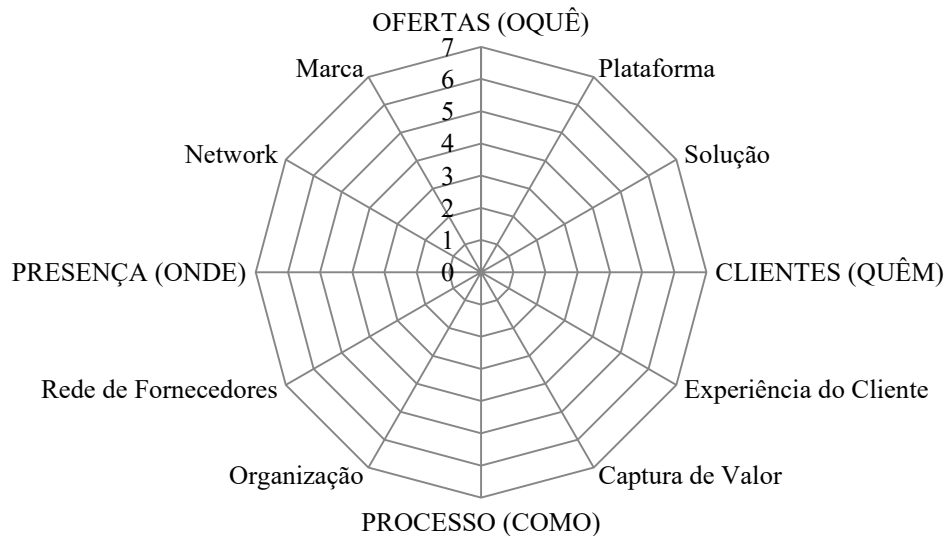 OFERTAS (OQUÊ)
7
Marca
Plataforma
6
5
4
Network
Solução
3
2
1
PRESENÇA (ONDE)
0
CLIENTES (QUÊM)
Rede de Fornecedores
Experiência do Cliente
Organização
Captura de Valor
PROCESSO (COMO)